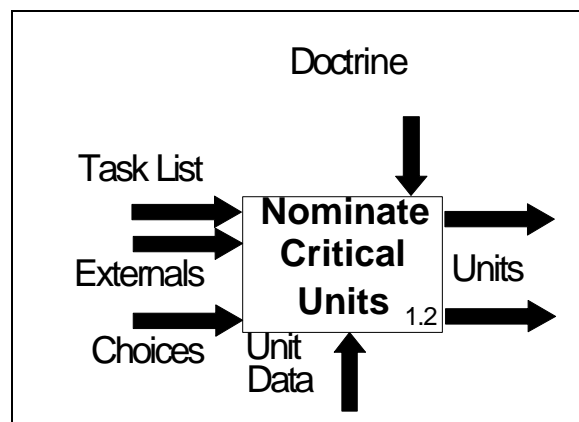 Doctrine
Task List
Nominate
Externals
Critical
Units
Units
1.2
Choices
Unit
Data